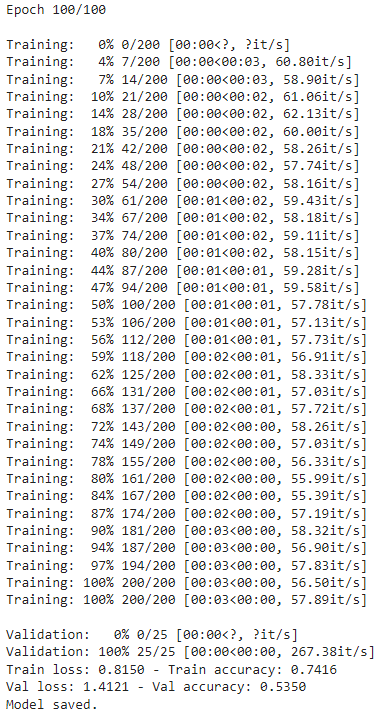 Epoch 100/100
Training:   0% 0/200 [00:00<?, ?it/s]
Training:   4% 7/200 [00:00<00:03, 60.80it/s]
Training:   7% 14/200 [00:00<00:03, 58.90it/s]
Training:  10% 21/200 [00:00<00:02, 61.06it/s]
Training:  14% 28/200 [00:00<00:02, 62.13it/s]
Training:  18% 35/200 [00:00<00:02, 60.00it/s]
Training:  21% 42/200 [00:00<00:02, 58.26it/s]
Training:  24% 48/200 [00:00<00:02, 57.74it/s]
Training:  27% 54/200 [00:00<00:02, 58.16it/s]
Training:  30% 61/200 [00:01<00:02, 59.43it/s]
Training:  34% 67/200 [00:01<00:02, 58.18it/s]
Training:  37% 74/200 [00:01<00:02, 59.11it/s]
Training:  40% 80/200 [00:01<00:02, 58.15it/s]
Training:  44% 87/200 [00:01<00:01, 59.28it/s]
Training:  47% 94/200 [00:01<00:01, 59.58it/s]
Training:  50% 100/200 [00:01<00:01, 57.78it/s]
Training:  53% 106/200 [00:01<00:01, 57.13it/s]
Training:  56% 112/200 [00:01<00:01, 57.73it/s]
Training:  59% 118/200 [00:02<00:01, 56.91it/s]
Training:  62% 125/200 [00:02<00:01, 58.33it/s]
Training:  66% 131/200 [00:02<00:01, 57.03it/s]
Training:  68% 137/200 [00:02<00:01, 57.72it/s]
Training:  72% 143/200 [00:02<00:00, 58.26it/s]
Training:  74% 149/200 [00:02<00:00, 57.03it/s]
Training:  78% 155/200 [00:02<00:00, 56.33it/s]
Training:  80% 161/200 [00:02<00:00, 55.99it/s]
Training:  84% 167/200 [00:02<00:00, 55.39it/s]
Training:  87% 174/200 [00:02<00:00, 57.19it/s]
Training:  90% 181/200 [00:03<00:00, 58.32it/s]
Training:  94% 187/200 [00:03<00:00, 56.90it/s]
Training:  97% 194/200 [00:03<00:00, 57.83it/s]
Training: 100% 200/200 [00:03<00:00, 56.50it/s]
Training: 100% 200/200 [00:03<00:00, 57.89it/s]
Validation:   0% 0/25 [00:00<?, ?it/s]
Validation: 100% 25/25 [00:00<00:00, 267.38it/s]
Train loss: 0.8150 - Train accuracy: 0.7416
Val loss: 1.4121 - Val accuracy: 0.5350
Model saved.